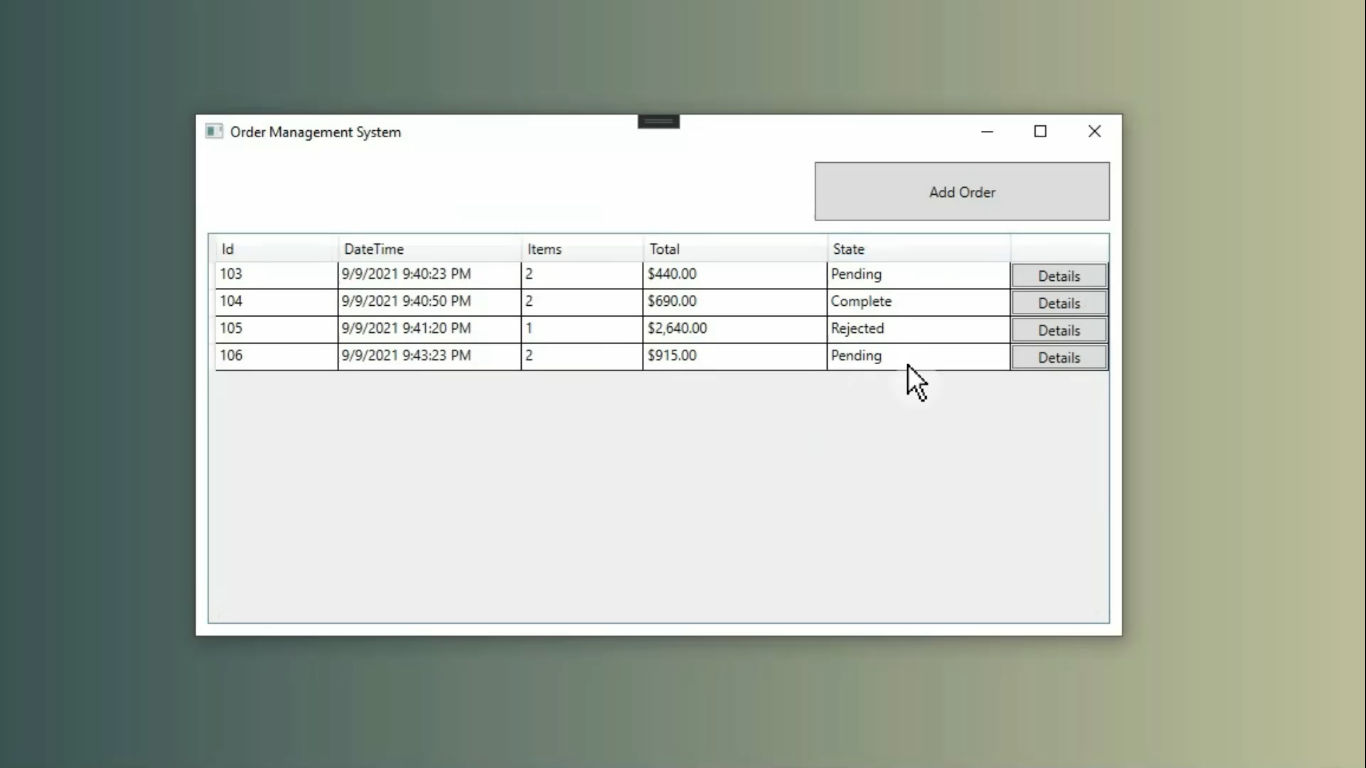 Order Management System
Add Order
Id DateTime Items Total State
103 9/9/2021 9:40:23 PM 2 $440.00 Pending Details
104 9/9/2021 9:40:50 PM 2 $690.00 Complete Details
105 9/9/2021 9:41:20 PM 1 $2,640.00 Rejected Details
106 9/9/2021 9:43:23 PM 2 $915.00 Pending Details